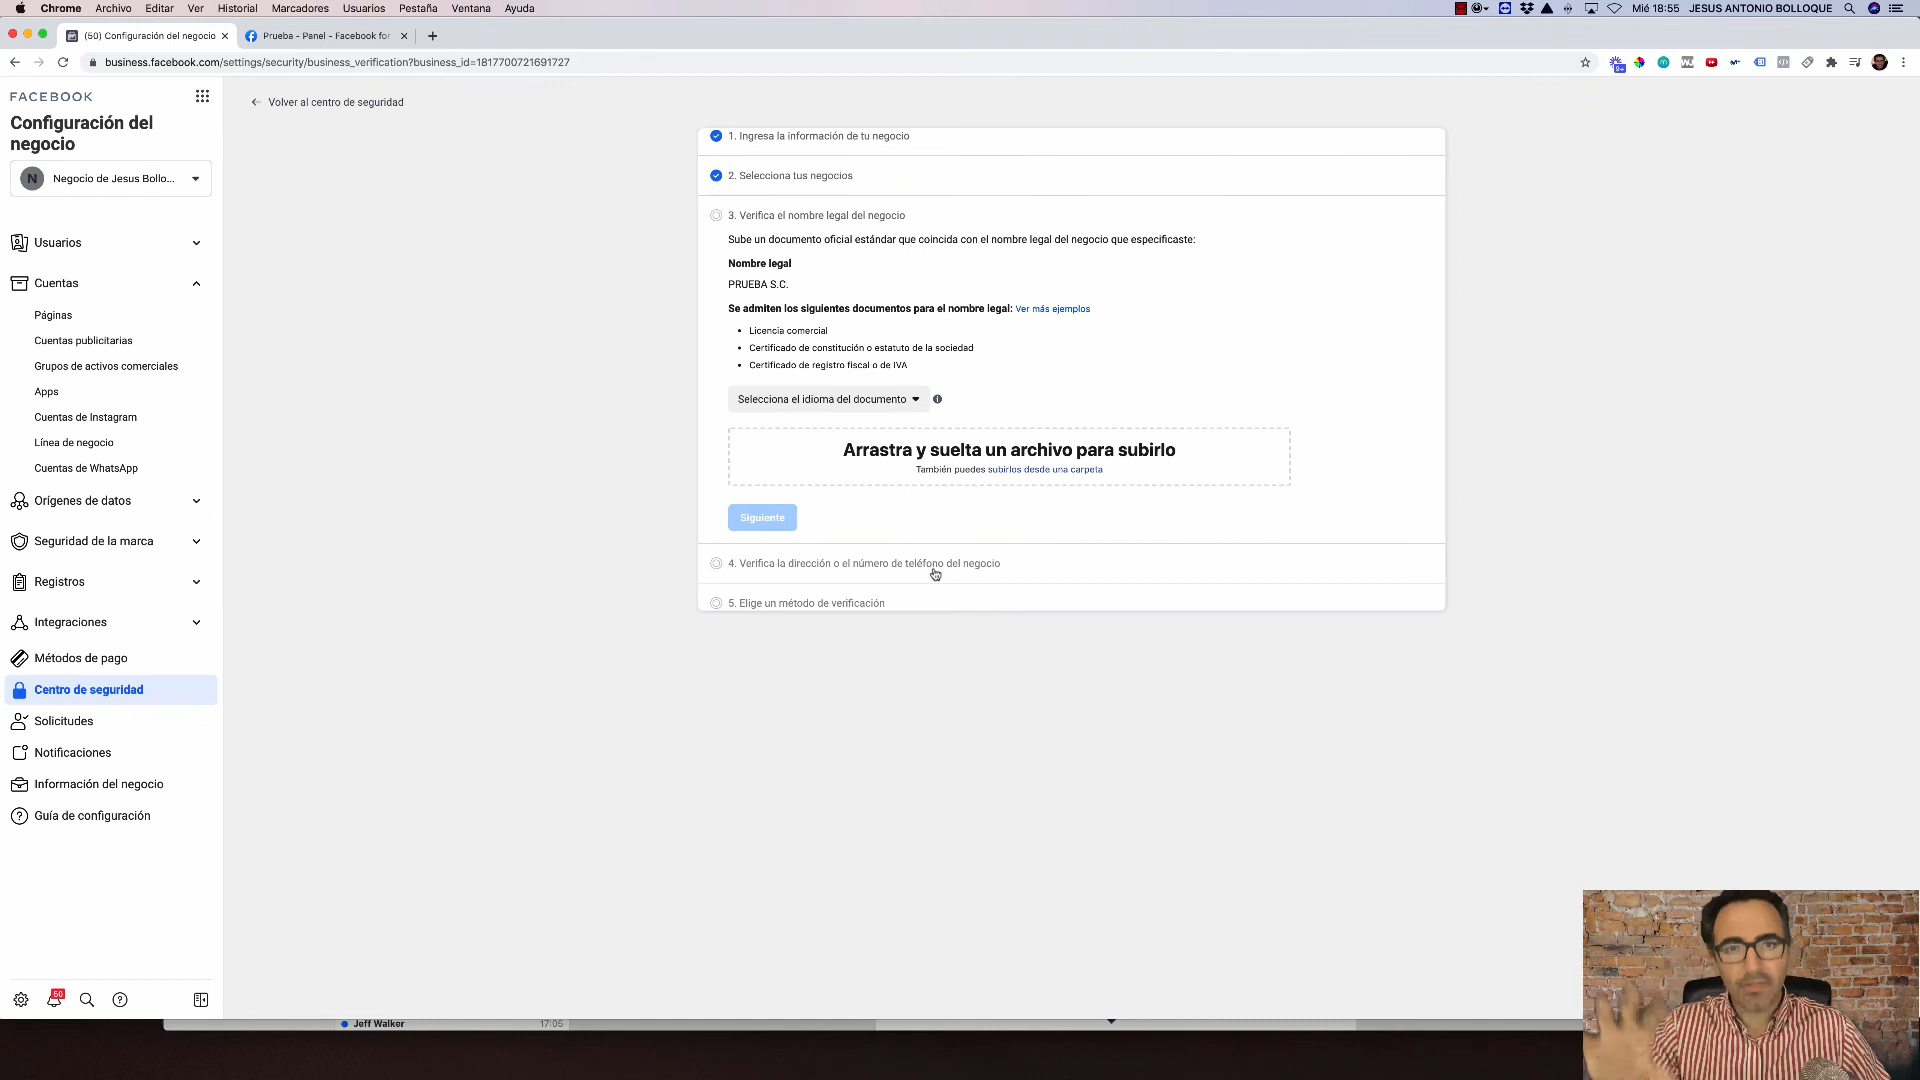 Chrome Archivo Editar Ver Historial Marcadores Usuarios Pestaña Ventana Ayuda Mié 18:55 JESUS ANTONIO BOLLOQUE
(50) Configuración del negocio Prueba - Panel - Facebook for
business.facebook.com/settings/security/business_verification?business_id=1817700721691727
9+
FACEBOOK
Configuración del
negocio
N Negocio de Jesus Bollo...
Usuarios
Cuentas
Páginas
Cuentas publicitarias
Grupos de activos comerciales
Apps
Cuentas de Instagram
Línea de negocio
Cuentas de WhatsApp
Orígenes de datos
Seguridad de la marca
Registros
Integraciones
Métodos de pago
Centro de seguridad
Solicitudes
Notificaciones
Información del negocio
Guía de configuración
50
Volver al centro de seguridad
1. Ingresa la información de tu negocio
2. Selecciona tus negocios
3. Verifica el nombre legal del negocio
Sube un documento oficial estándar que coincida con el nombre legal del negocio que especificaste:
Nombre legal
PRUEBA S.C.
Se admiten los siguientes documentos para el nombre legal: Ver más ejemplos
• Licencia comercial
• Certificado de constitución o estatuto de la sociedad
• Certificado de registro fiscal o de IVA
Selecciona el idioma del documento
Arrastra y suelta un archivo para subirlo
También puedes subirlos desde una carpeta
Siguiente
4. Verifica la dirección o el número de teléfono del negocio
5. Elige un método de verificación
Jeff Walker 17:05